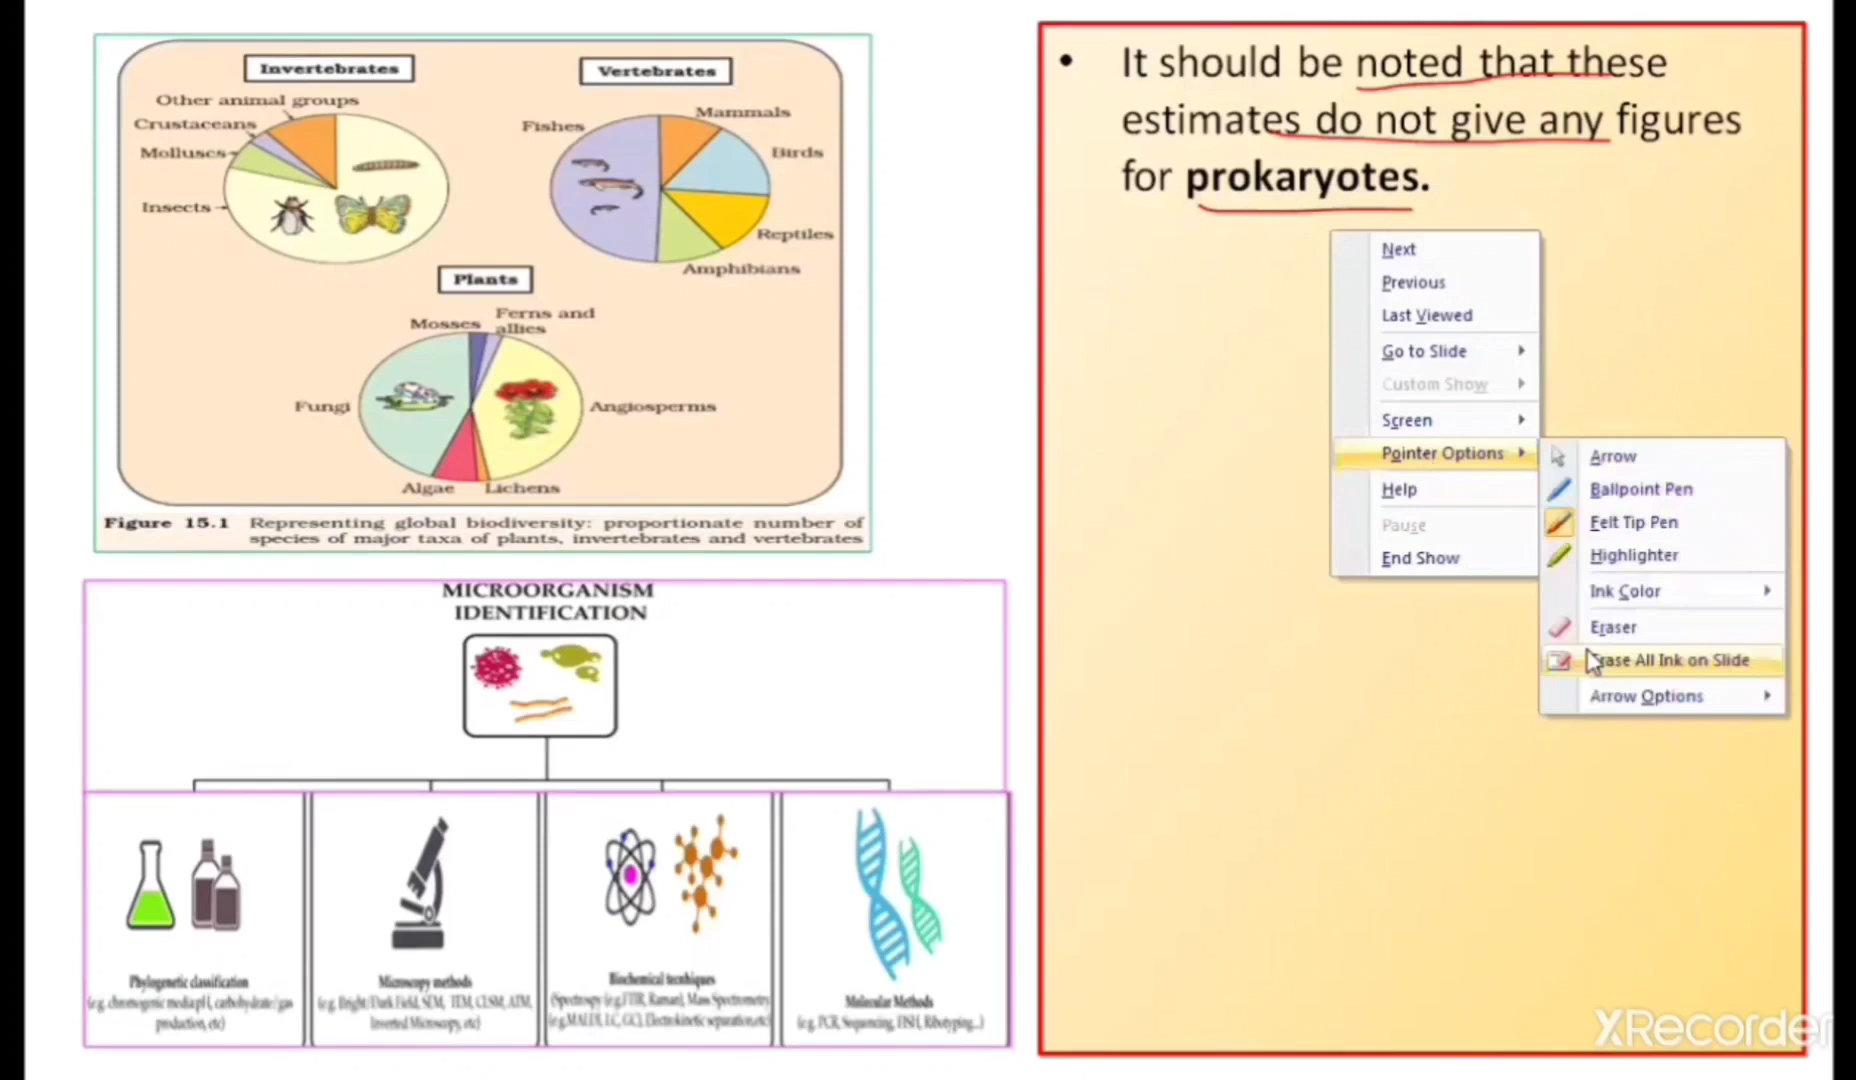 Invertebrates
Other animal groups
Crustaceans
Molluscs
Insects
Vertebrates
Mammals
Fishes
Birds
Reptiles
Amphibians
Plants
Ferns and
allies
Mosses
Fungi
Angiosperms
Algae
Lichens
Figure 15.1 Representing global biodiversity: proportionate number of
species of major taxa of plants, invertebrates and vertebrates
MICROORGANISM
IDENTIFICATION
Phylogenetic classification
(e.g. chromogenic media pH, carbohydrate/gas
production, etc)
Microscopy methods
(e.g. Bright/Dark Field, SEM, TEM, CLSM, ATM,
Inverted Microscopy, etc)
Biochemical tecnhiques
(Spectrospy (e.g. FTIR, Raman), Mass Spectrometry
(e.g. MALDI, LC, GC), Electrokinetic separation, etc)
Molecular Methods
(e.g. PCR, Sequencing, FISH, Ribotyping...)
• It should be noted that these
estimates do not give any figures
for prokaryotes.
Next
Previous
Last Viewed
Go to Slide
Custom Show
Screen
Pointer Options
Help
Pause
End Show
Arrow
Ballpoint Pen
Felt Tip Pen
Highlighter
Ink Color
Eraser
rase All Ink on Slide
Arrow Options
XRecorder